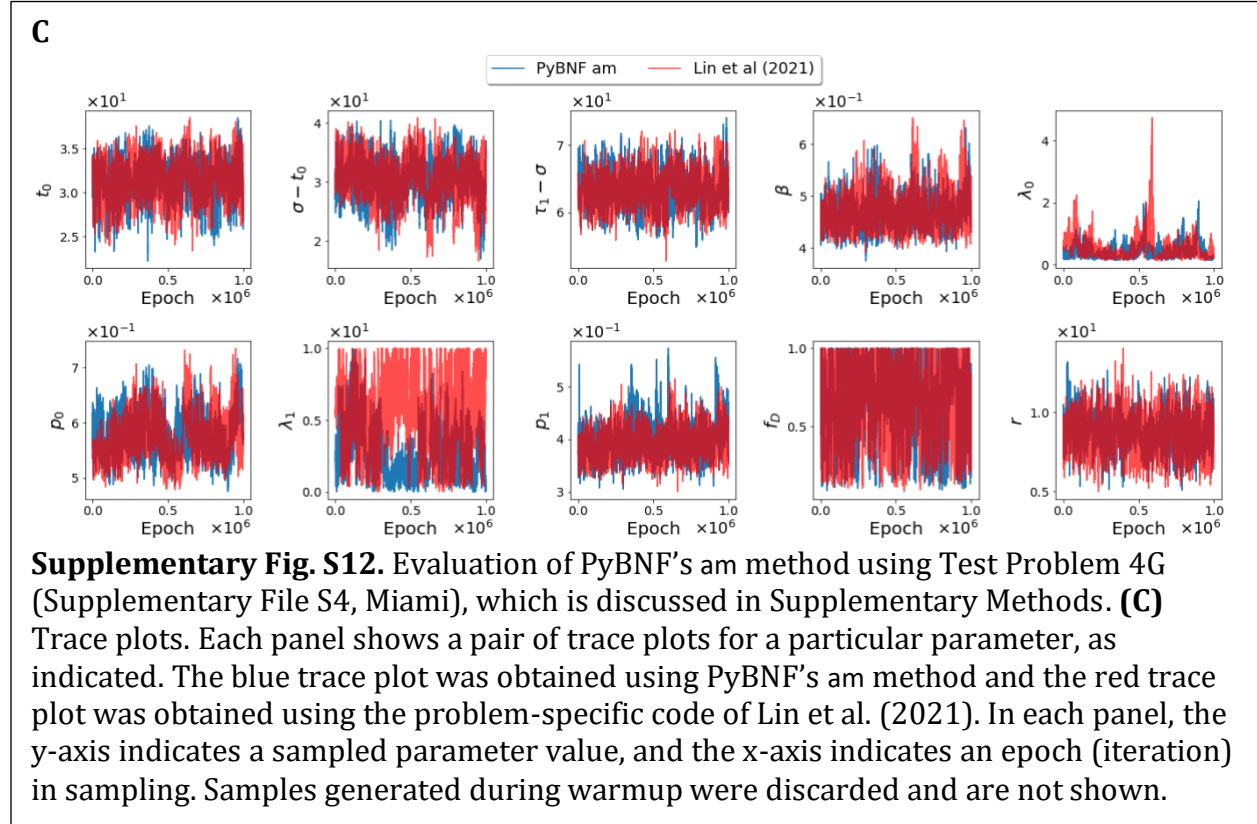 C
PyBNF am Lin et al (2021)
×10¹ ×10¹ ×10¹ ×10⁻¹
t₀ 3.5 3.0 2.5 0.0 0.5 1.0 Epoch ×10⁶
σ − t₀ 4 3 2 0.0 0.5 1.0 Epoch ×10⁶
τ₁ − σ 7 6 0.0 0.5 1.0 Epoch ×10⁶
β 6 5 4 0.0 0.5 1.0 Epoch ×10⁶
λ₀ 4 2 0 0.0 0.5 1.0 Epoch ×10⁶
×10⁻¹ ×10¹ ×10⁻¹ ×10¹
p₀ 7 6 5 0.0 0.5 1.0 Epoch ×10⁶
λ₁ 1.0 0.5 0.0 0.0 0.5 1.0 Epoch ×10⁶
p₁ 5 4 3 0.0 0.5 1.0 Epoch ×10⁶
f_D 1.0 0.5 0.0 0.5 1.0 Epoch ×10⁶
r 1.0 0.5 0.0 0.5 1.0 Epoch ×10⁶
Supplementary Fig. S12. Evaluation of PyBNF’s am method using Test Problem 4G
(Supplementary File S4, Miami), which is discussed in Supplementary Methods. (C)
Trace plots. Each panel shows a pair of trace plots for a particular parameter, as
indicated. The blue trace plot was obtained using PyBNF’s am method and the red trace
plot was obtained using the problem-specific code of Lin et al. (2021). In each panel, the
y-axis indicates a sampled parameter value, and the x-axis indicates an epoch (iteration)
in sampling. Samples generated during warmup were discarded and are not shown.